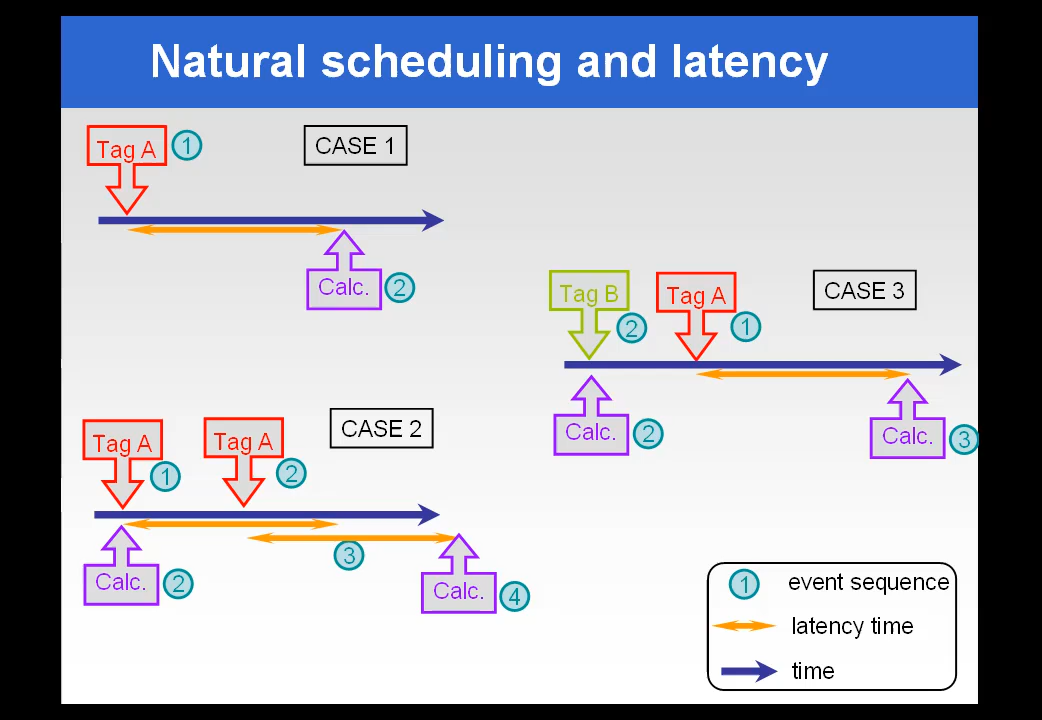 Natural scheduling and latency
Tag A
1
CASE 1
Calc.
2
Tag B
2
Tag A
1
CASE 3
Calc.
2
Calc.
3
Tag A
1
Tag A
2
CASE 2
3
Calc.
2
Calc.
4
1
event sequence
latency time
time